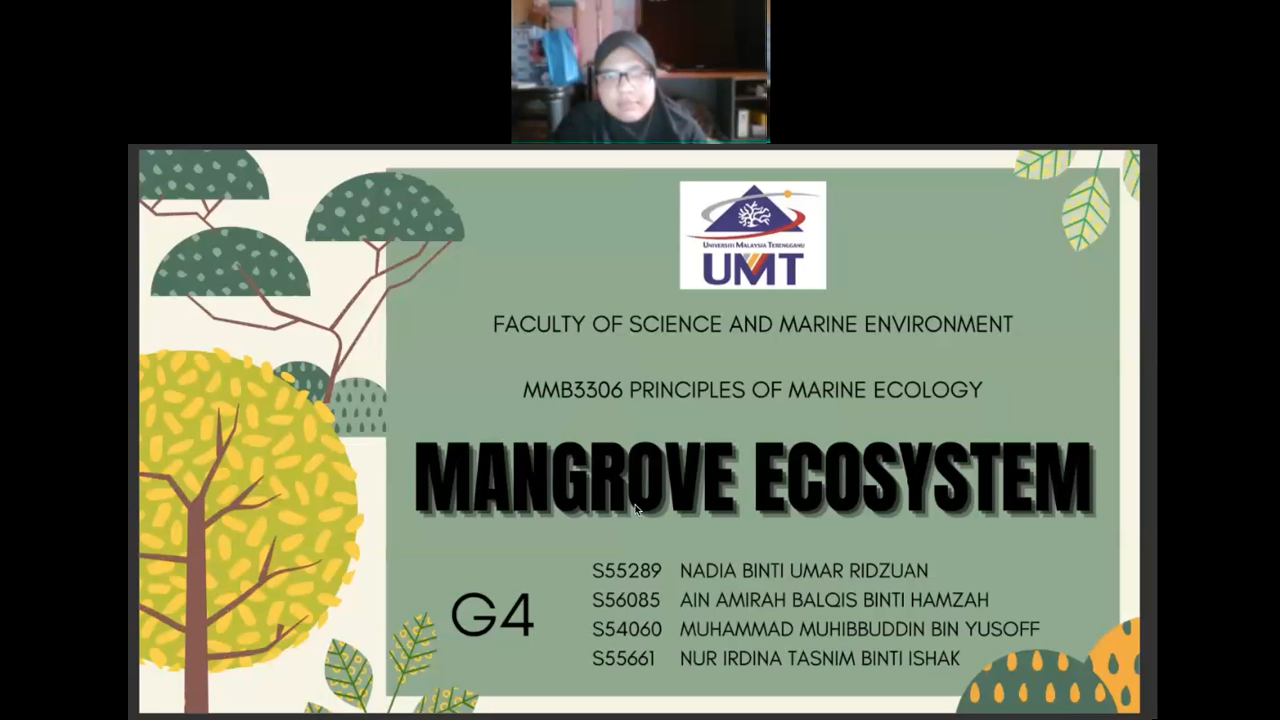 UNIVERSITI MALAYSIA TERENGGANU
UMT
FACULTY OF SCIENCE AND MARINE ENVIRONMENT
MMB3306 PRINCIPLES OF MARINE ECOLOGY
MANGROVE ECOSYSTEM
G4
S55289 NADIA BINTI UMAR RIDZUAN
S56085 AIN AMIRAH BALQIS BINTI HAMZAH
S54060 MUHAMMAD MUHIBBUDDIN BIN YUSOFF
S55661 NUR IRDINA TASNIM BINTI ISHAK